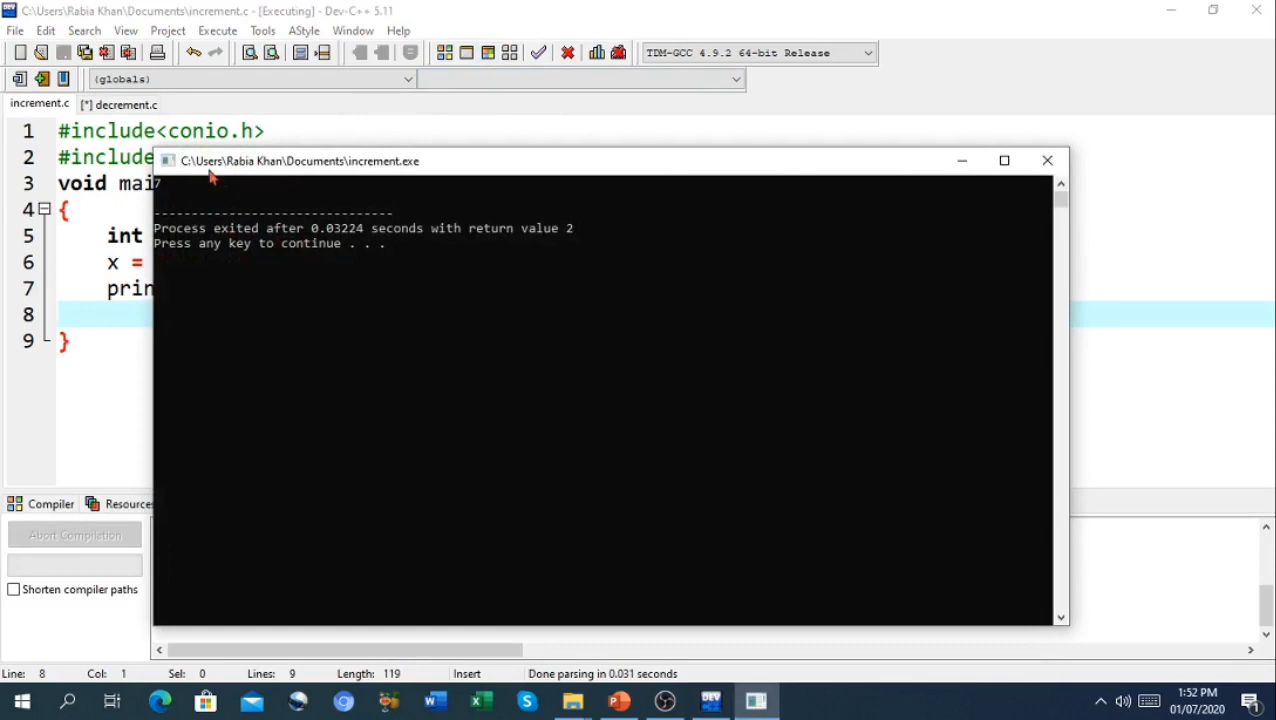 C:\Users\Rabia Khan\Documents\increment.c - [Executing] - Dev-C++ 5.11
File Edit Search View Project Execute Tools AStyle Window Help
TDM-GCC 4.9.2 64-bit Release
(globals)
increment.c [*] decrement.c
1 #include<conio.h>
2 #include
C:\Users\Rabia Khan\Documents\increment.exe
3 void mai
7
--------------------------------
4 {
Process exited after 0.03224 seconds with return value 2
5 int
Press any key to continue . . .
6 x =
7 prin
8
9 }
Compiler Resources
Abort Compilation
Shorten compiler paths
Line: 8 Col: 1 Sel: 0 Lines: 9 Length: 119 Insert Done parsing in 0.031 seconds
1:52 PM
01/07/2020